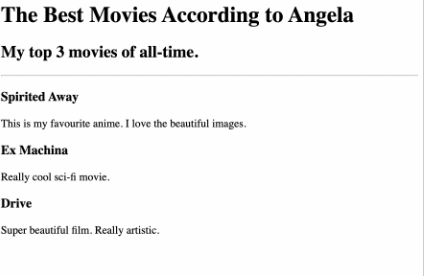 The Best Movies According to Angela
My top 3 movies of all-time.
Spirited Away
This is my favourite anime. I love the beautiful images.
Ex Machina
Really cool sci-fi movie.
Drive
Super beautiful film. Really artistic.